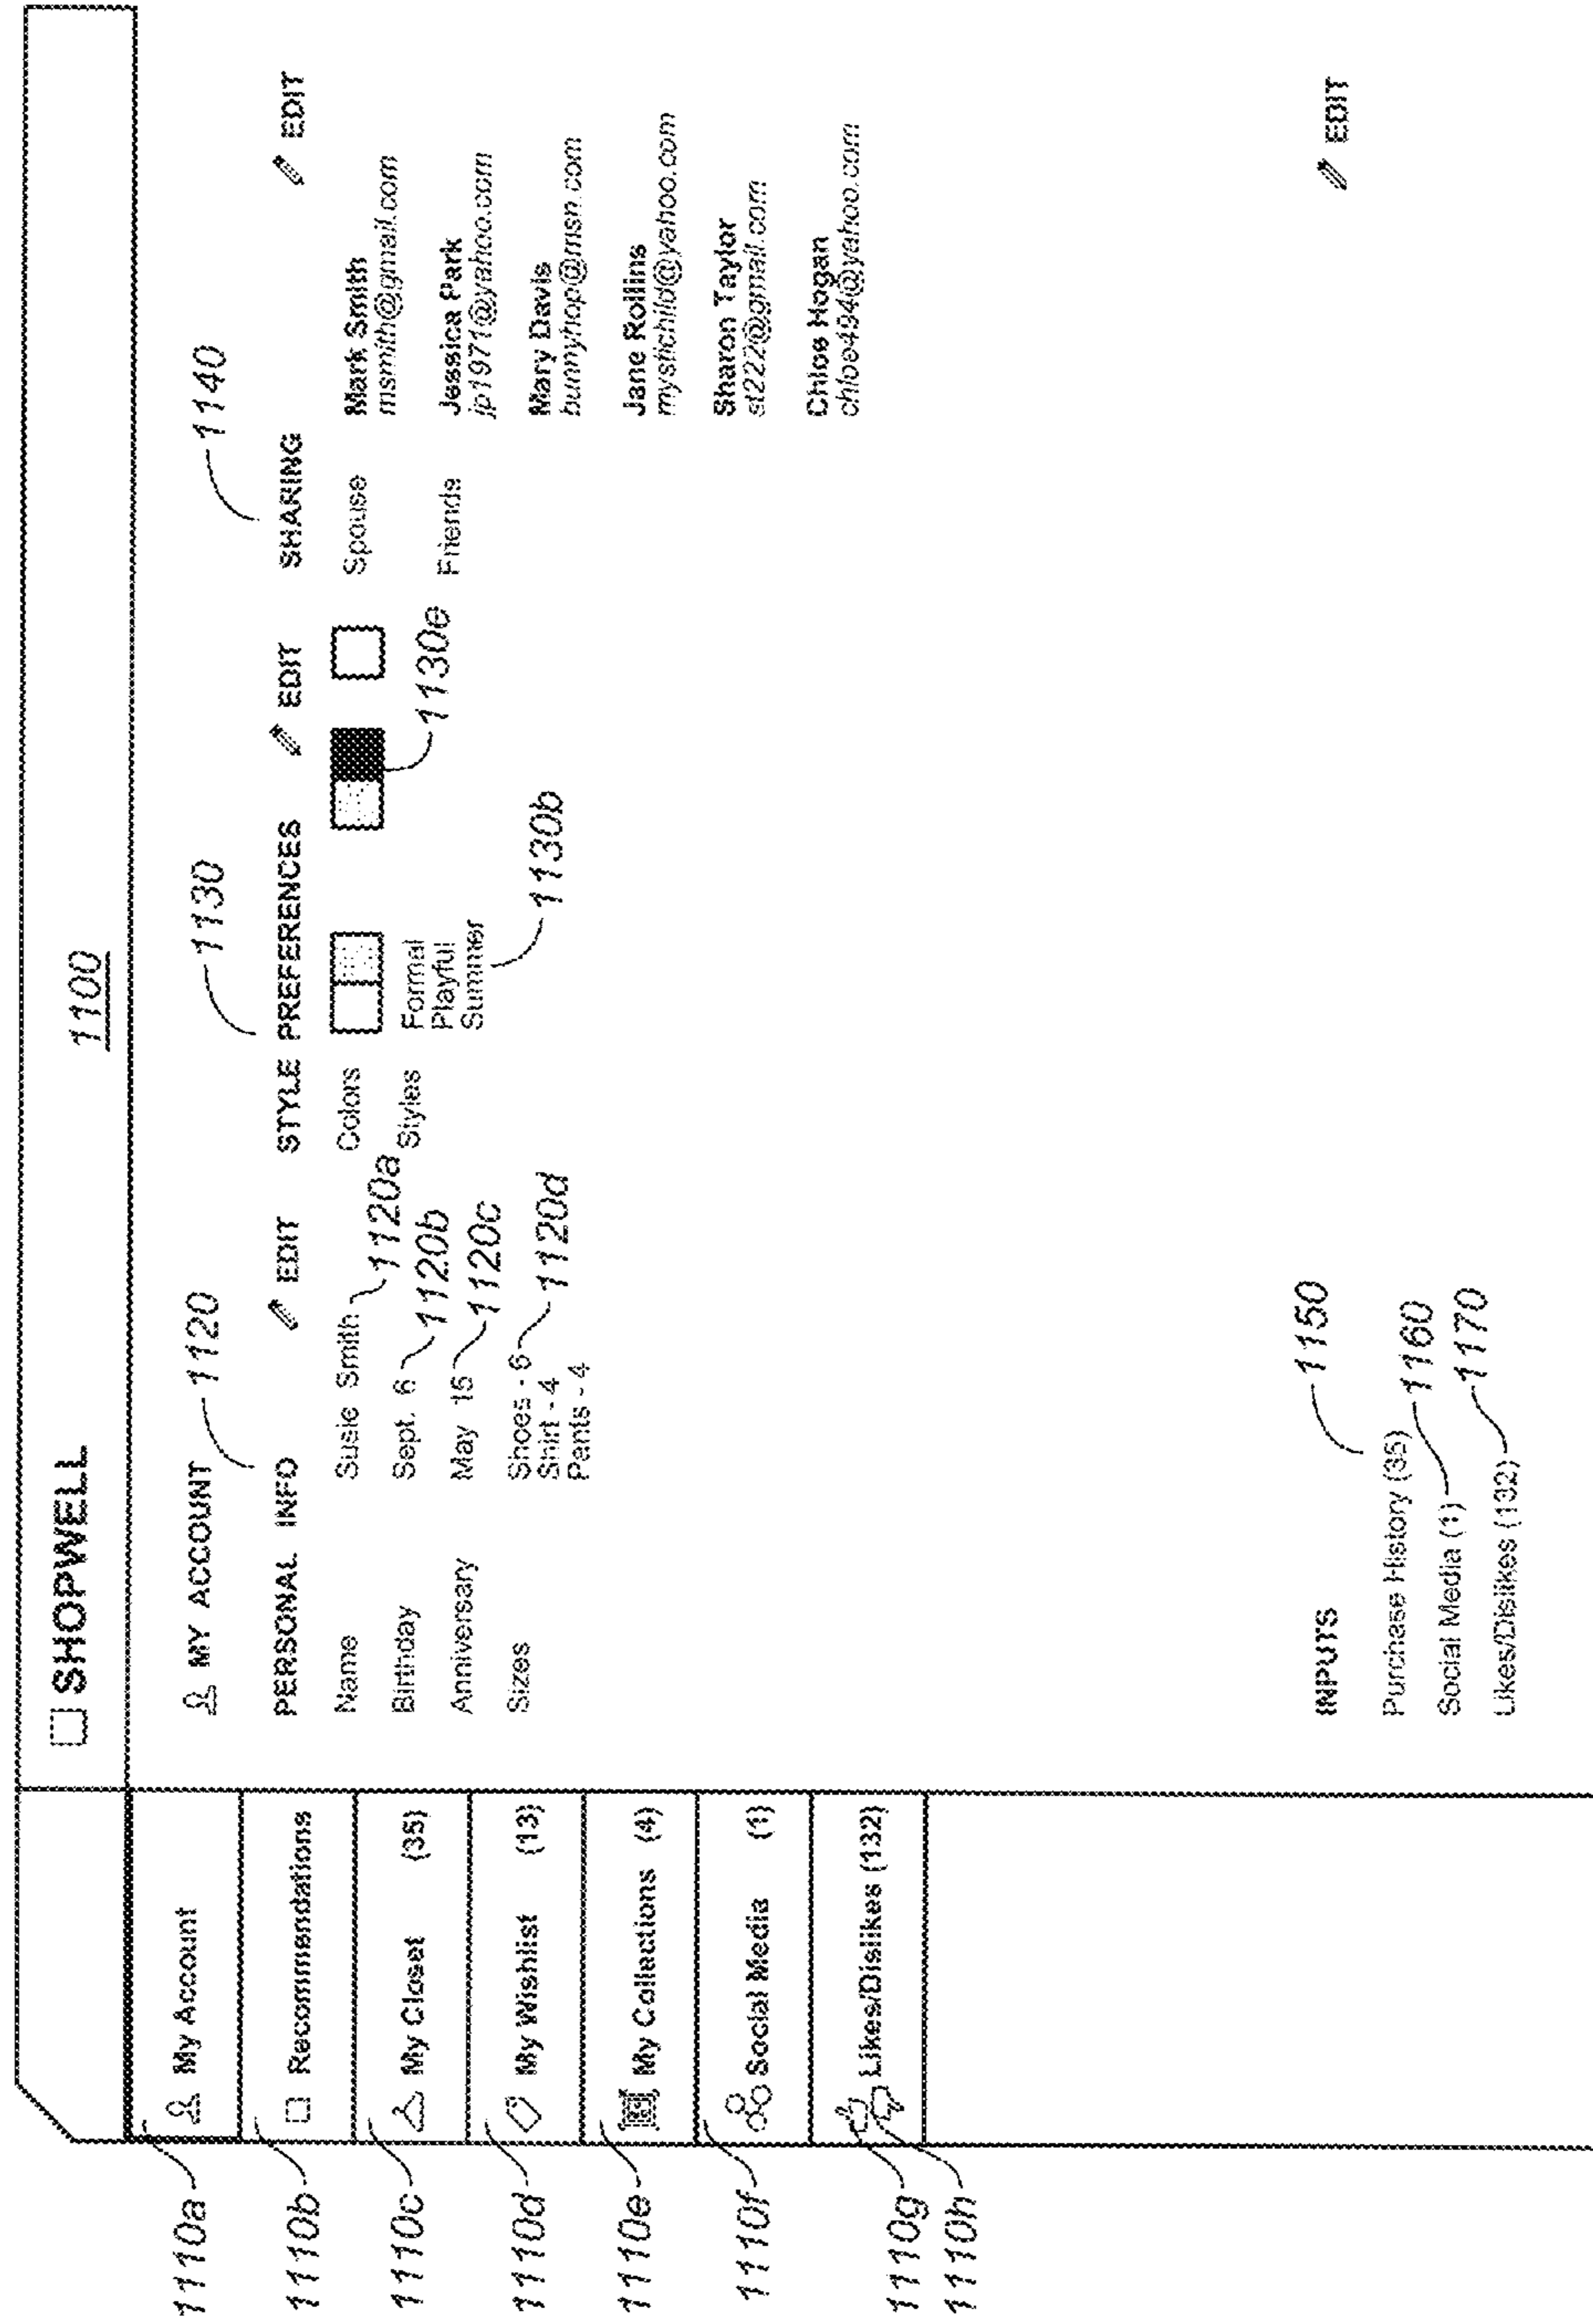 1100
SHOPWELL
1110a
My Account
1110b
Recommendations
1110c
My Closet (35)
1110d
My Wishlist (13)
1110e
My Collections (4)
1110f
Social Media (1)
1110g
1110h
Likes/Dislikes (132)
MY ACCOUNT
1120
PERSONAL INFO
EDIT
Name Susie Smith
1120a
Birthday Sept. 6
1120b
Anniversary May 15
1120c
Sizes Shoes - 6
1120d
Shirt - 4
Pants - 4
1130
STYLE PREFERENCES
EDIT
Colors
1130e
Styles Formal
Playful
Summer
1130b
1140
SHARING
EDIT
Spouse Mark Smith
msmith@gmail.com
Friends Jessica Park
jp1971@yahoo.com
Mary Davis
bunnyhop@msn.com
Jane Rollins
mystichild@yahoo.com
Sharon Taylor
st222@gmail.com
Chloe Hogan
chloe494@yahoo.com
INPUTS
EDIT
1150
Purchase History (35)
1160
Social Media (1)
1170
Likes/Dislikes (132)